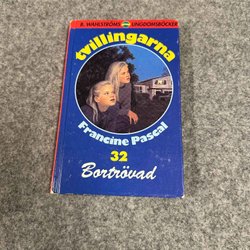 B. WAHLSTRÖMS UNGDOMSBÖCKER
tvillingarna
Francine Pascal
32
Bortrövad